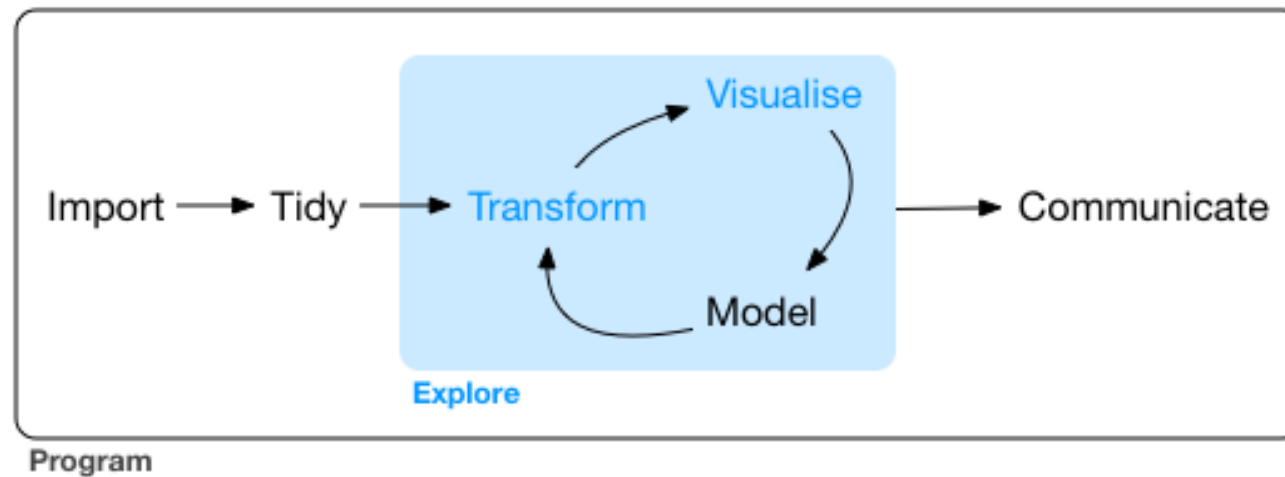 Visualise
Import Tidy Transform Communicate
Model
Explore
Program